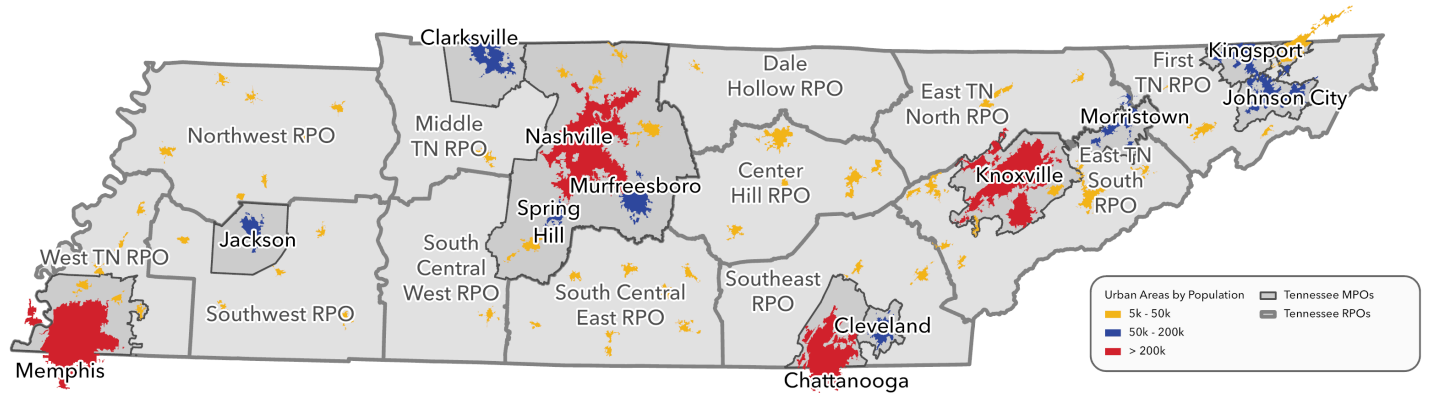 Clarksville
Kingsport
Dale
Hollow RPO
First
TN RPO
East TN
North RPO
Johnson City
Northwest RPO
Middle
TN RPO
Nashville
Morristown
East TN
South
RPO
Center
Hill RPO
Knoxville
Murfreesboro
Spring
Hill
Jackson
West TN RPO
South
Central
West RPO
Southeast
RPO
South Central
East RPO
Southwest RPO
Cleveland
Memphis
Chattanooga
Urban Areas by Population
5k - 50k
50k - 200k
> 200k
Tennessee MPOs
Tennessee RPOs